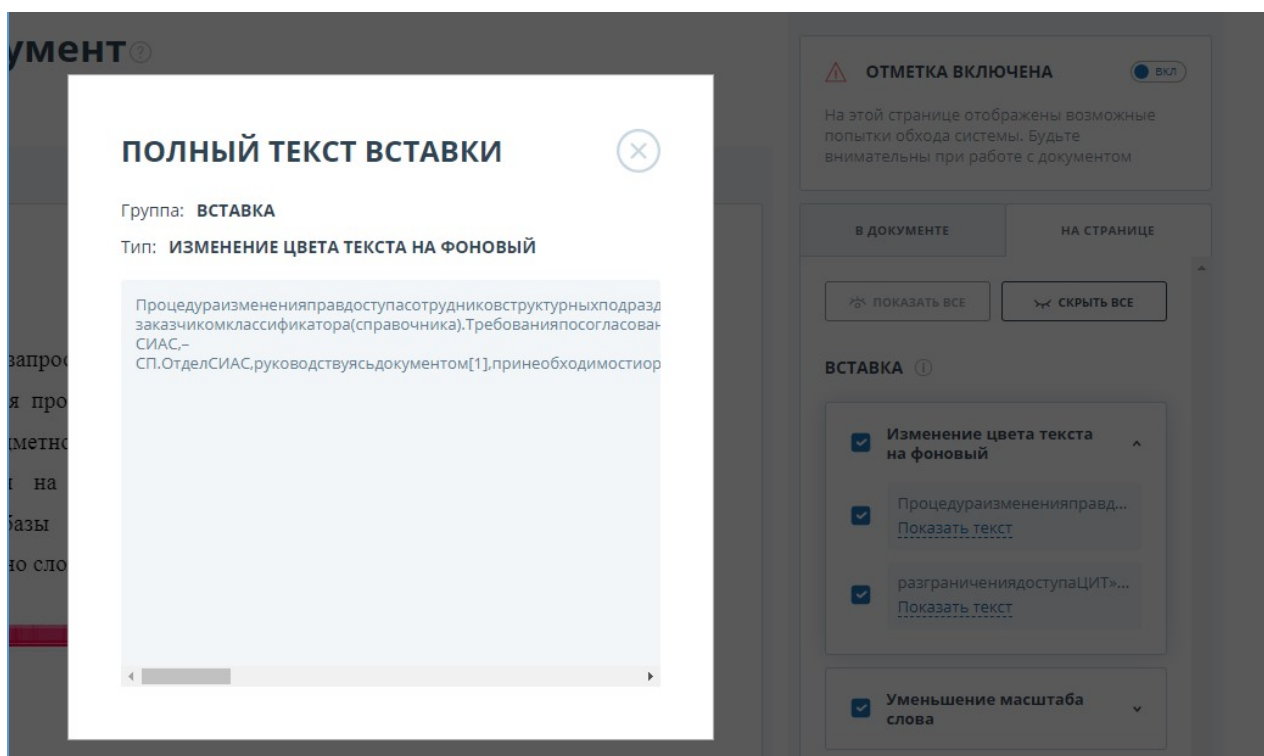 умент
ПОЛНЫЙ ТЕКСТ ВСТАВКИ
Группа: ВСТАВКА
Тип: ИЗМЕНЕНИЕ ЦВЕТА ТЕКСТА НА ФОНОВЫЙ
Процедураизмененияправдоступасотрудниковструктурныхподразд
заказчикомклассификатора(справочника).Требованияпосогласован
СИАС,–
СП.ОтделСИАС,руководствуясьдокументом[1],принеобходимостиор
запрос
я про
метно
и на
базы
но сло
ОТМЕТКА ВКЛЮЧЕНА
ВКЛ
На этой странице отображены возможные
попытки обхода системы. Будьте
внимательны при работе с документом
В ДОКУМЕНТЕ
НА СТРАНИЦЕ
ПОКАЗАТЬ ВСЕ
СКРЫТЬ ВСЕ
ВСТАВКА
Изменение цвета текста
на фоновый
Процедураизмененияправд...
Показать текст
разграничениядоступаЦИТ»...
Показать текст
Уменьшение масштаба
слова